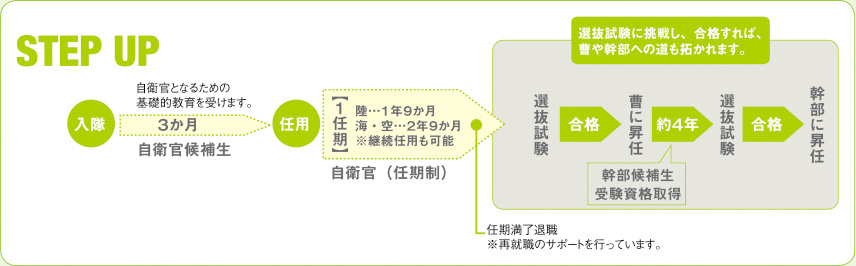 STEP UP
自衛官となるための
基礎的教育を受けます。
入隊
3か月
自衛官候補生
任用
【1任期】
陸…1年9か月
海・空…2年9か月
※継続任用も可能
自衛官（任期制）
任期満了退職
※再就職のサポートを行っています。
選抜試験に挑戦し、合格すれば、
曹や幹部への道も拓かれます。
選抜試験
合格
曹に昇任
約4年
幹部候補生
受験資格取得
選抜試験
合格
幹部に昇任